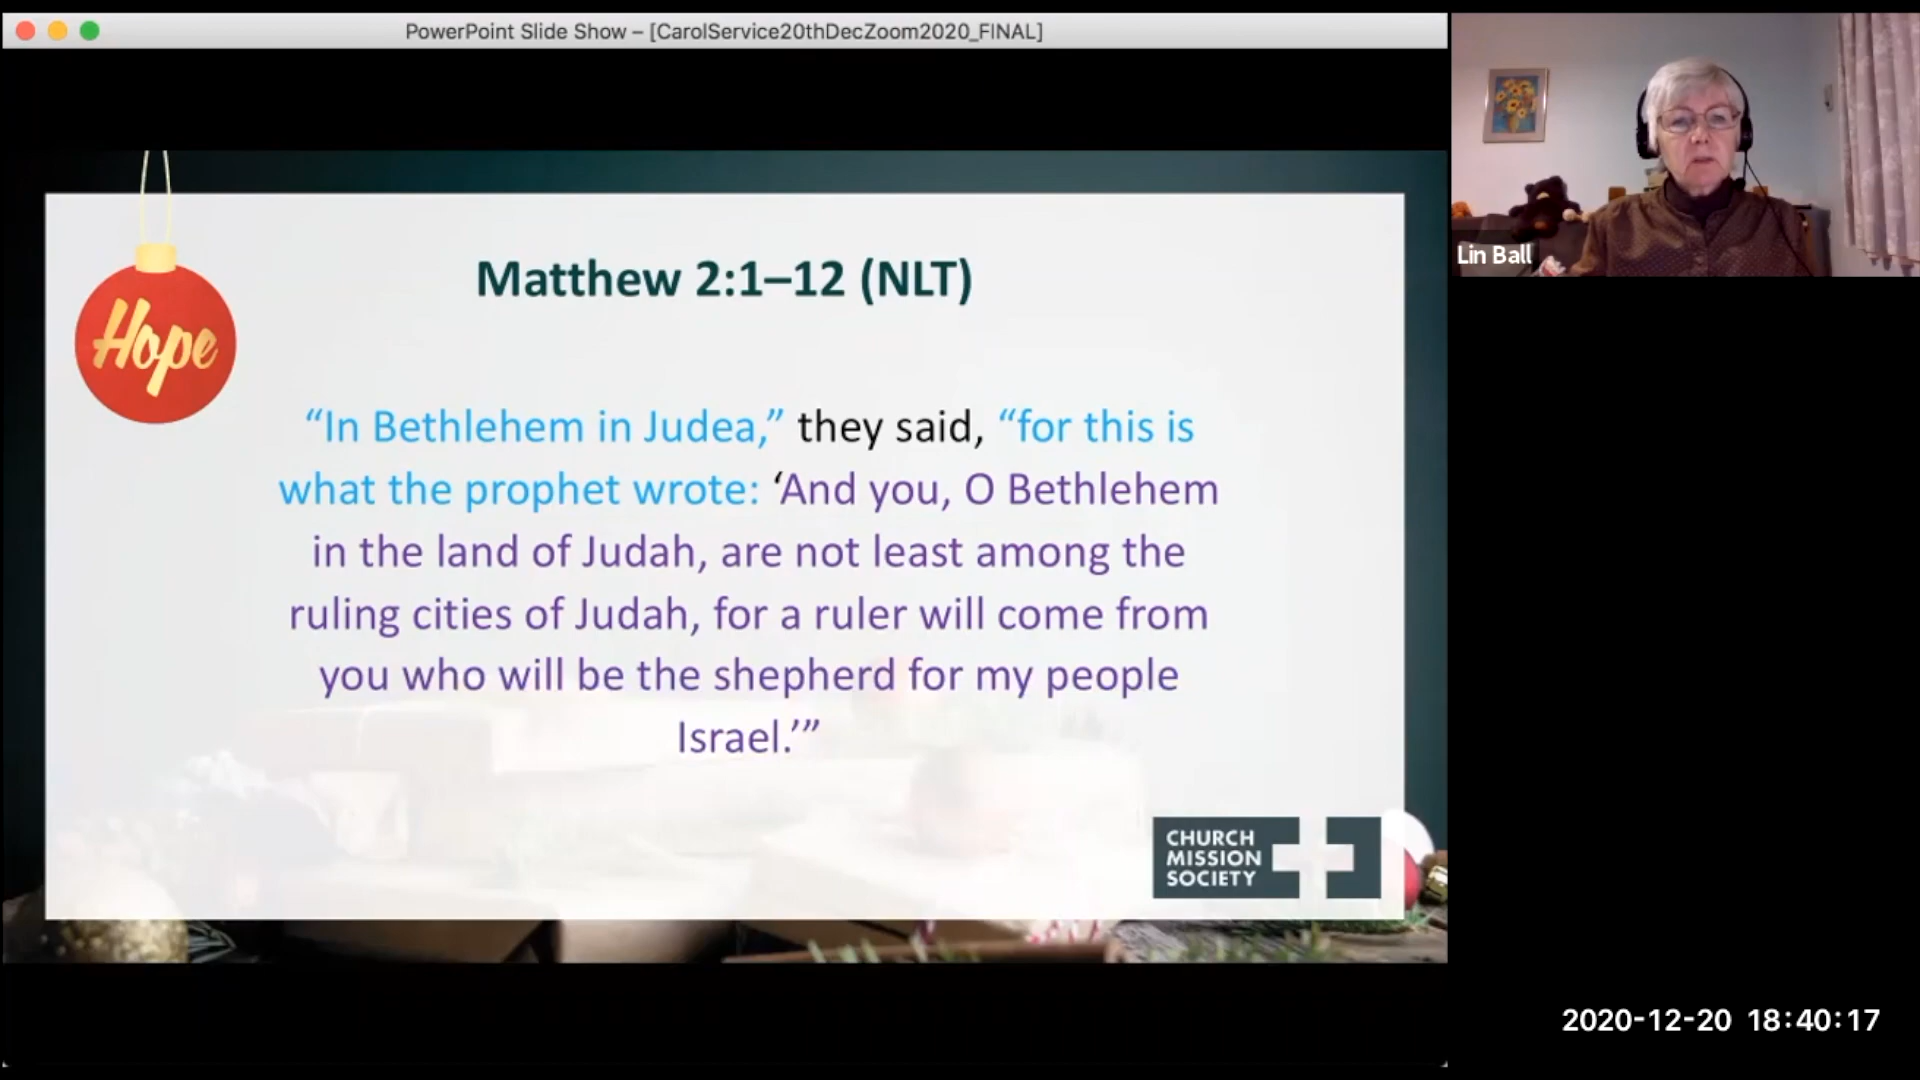 PowerPoint Slide Show – [CarolService20thDecZoom2020_FINAL]
Lin Ball
Hope
Matthew 2:1–12 (NLT)
“In Bethlehem in Judea,” they said, “for this is
what the prophet wrote: ‘And you, O Bethlehem
in the land of Judah, are not least among the
ruling cities of Judah, for a ruler will come from
you who will be the shepherd for my people
Israel.’”
CHURCH
MISSION
SOCIETY
2020-12-20 18:40:17